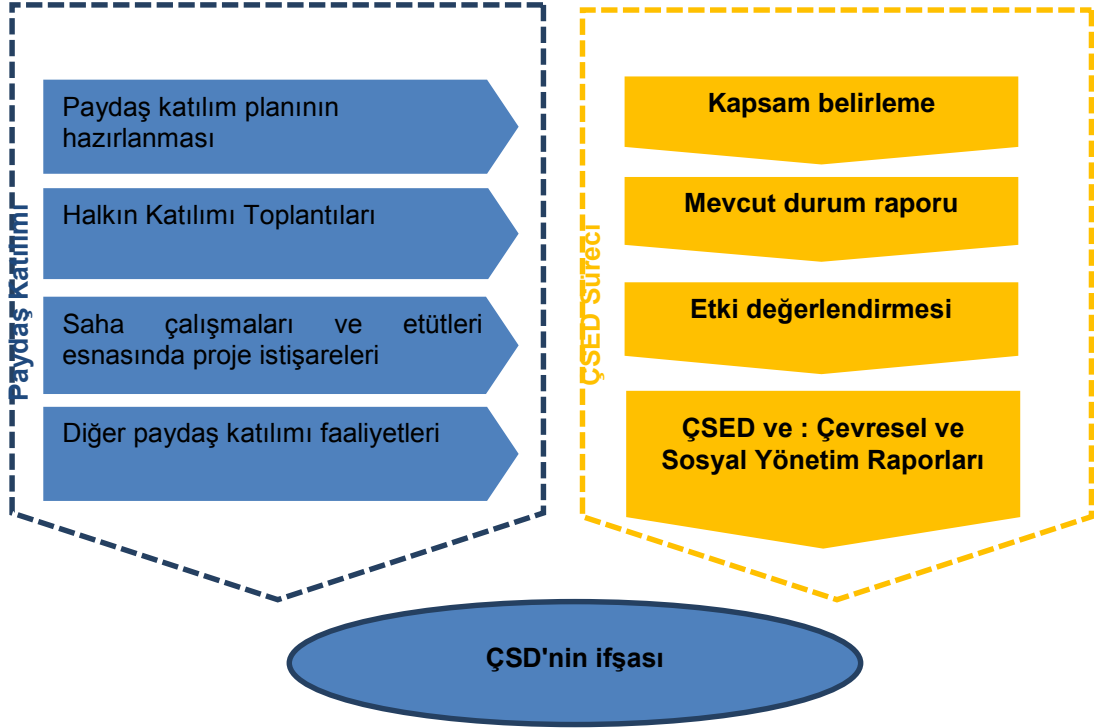 Paydaş Katılımı
Paydaş katılım planının
hazırlanması
Halkın Katılımı Toplantıları
Saha çalışmaları ve etütleri
esnasında proje istişareleri
Diğer paydaş katılımı faaliyetleri
ÇSED Süreci
Kapsam belirleme
Mevcut durum raporu
Etki değerlendirmesi
ÇSED ve : Çevresel ve
Sosyal Yönetim Raporları
ÇSD'nin ifşası